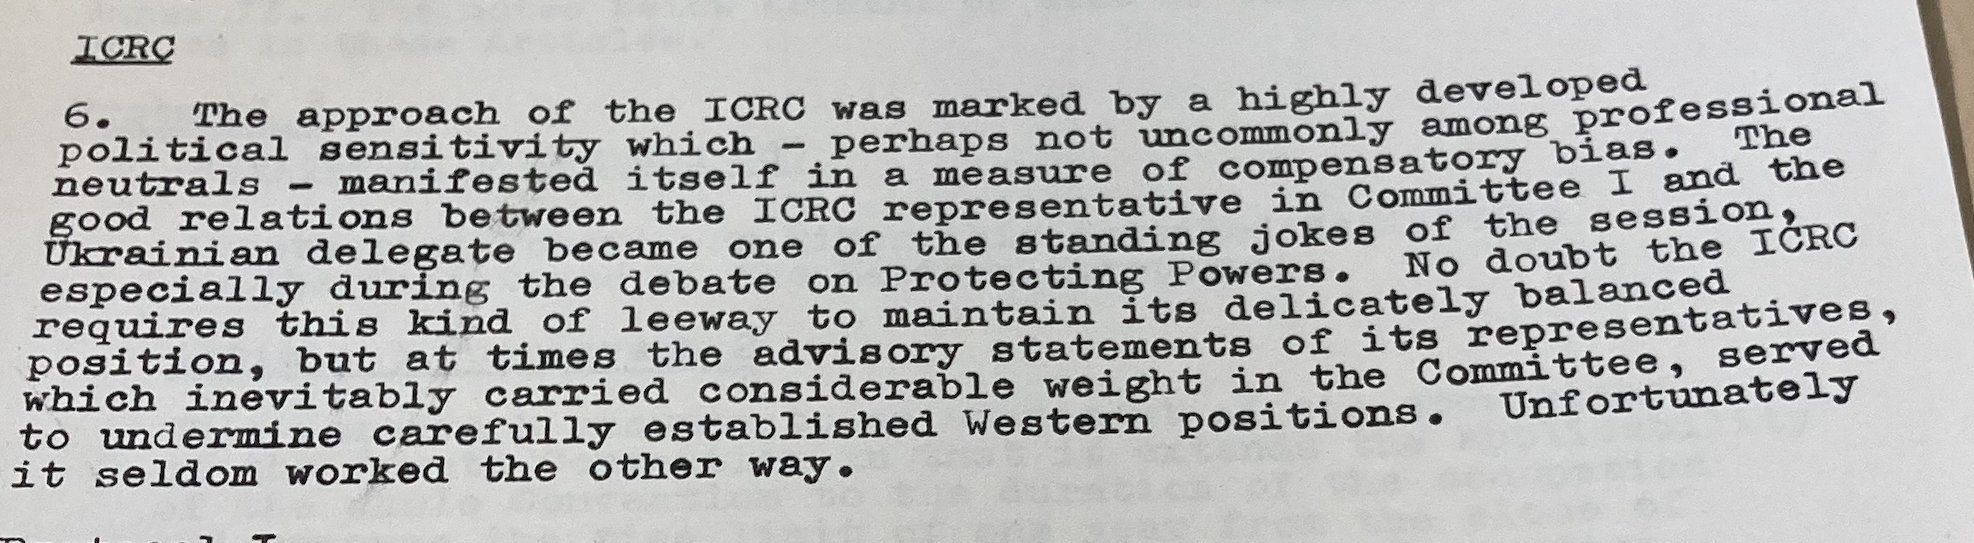 ICRC
6. The approach of the ICRC was marked by a highly developed
political sensitivity which - perhaps not uncommonly among professional
neutrals - manifested itself in a measure of compensatory bias. The
good relations between the ICRC representative in Committee I and the
Ukrainian delegate became one of the standing jokes of the session,
especially during the debate on Protecting Powers. No doubt the ICRC
requires this kind of leeway to maintain its delicately balanced
position, but at times the advisory statements of its representatives,
which inevitably carried considerable weight in the Committee, served
to undermine carefully established Western positions. Unfortunately
it seldom worked the other way.